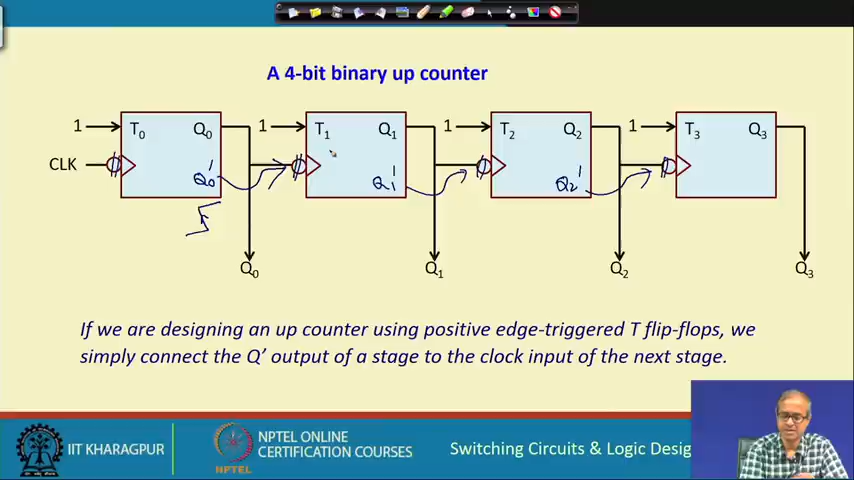 A 4-bit binary up counter
1 T0 Q0 1 T1 Q1 1 T2 Q2 1 T3 Q3
CLK Q0' Q1' Q2'
Q0 Q1 Q2 Q3
If we are designing an up counter using positive edge-triggered T flip-flops, we
simply connect the Q' output of a stage to the clock input of the next stage.
IIT KHARAGPUR
NPTEL
NPTEL ONLINE
CERTIFICATION COURSES
Switching Circuits & Logic Desig